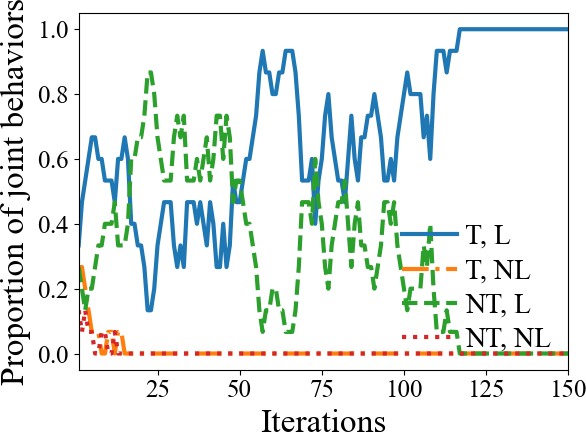 Proportion of joint behaviors
1.0
0.8
0.6
0.4
0.2
0.0
T, L
T, NL
NT, L
NT, NL
25 50 75 100 125 150
Iterations